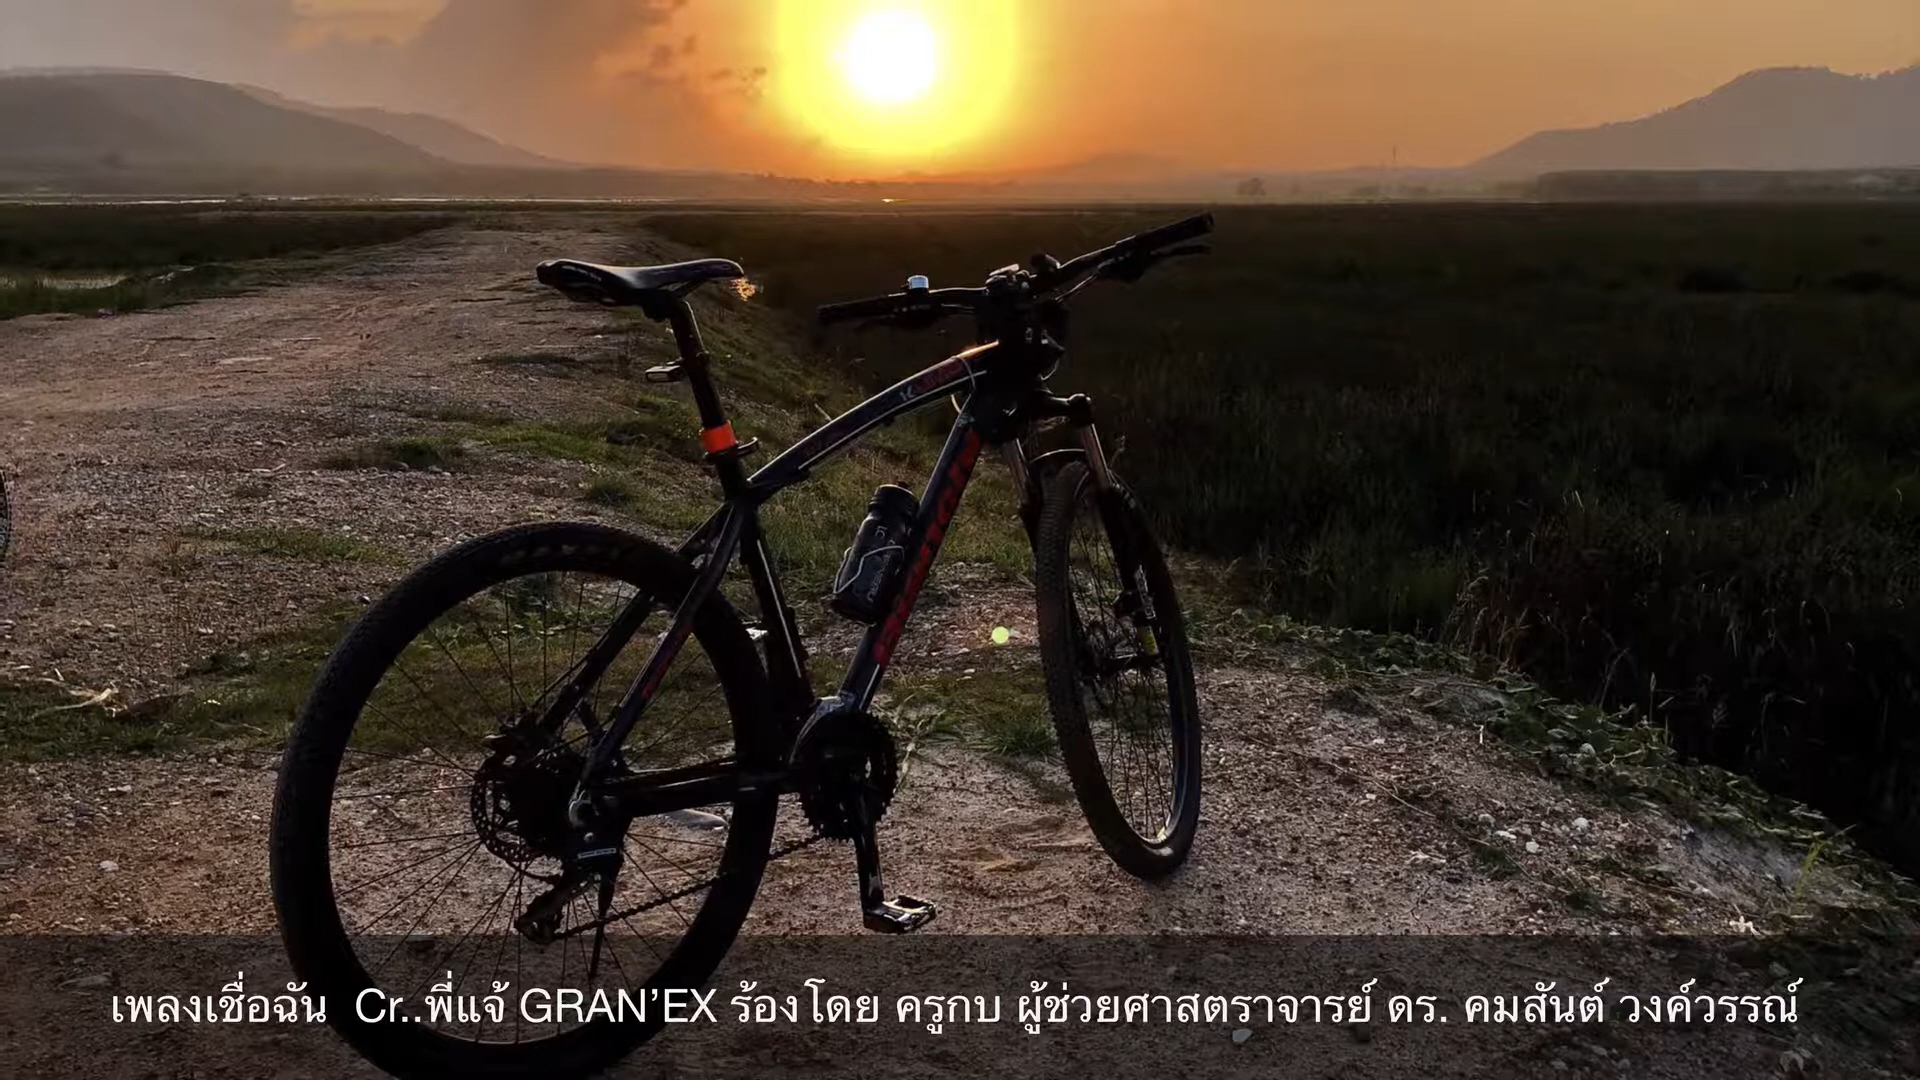 เพลงเชื่อฉัน  Cr..พี่แจ้ GRAN’EX ร้องโดย ครูกบ ผู้ช่วยศาสตราจารย์ ดร. คมสันต์ วงค์วรรณ์